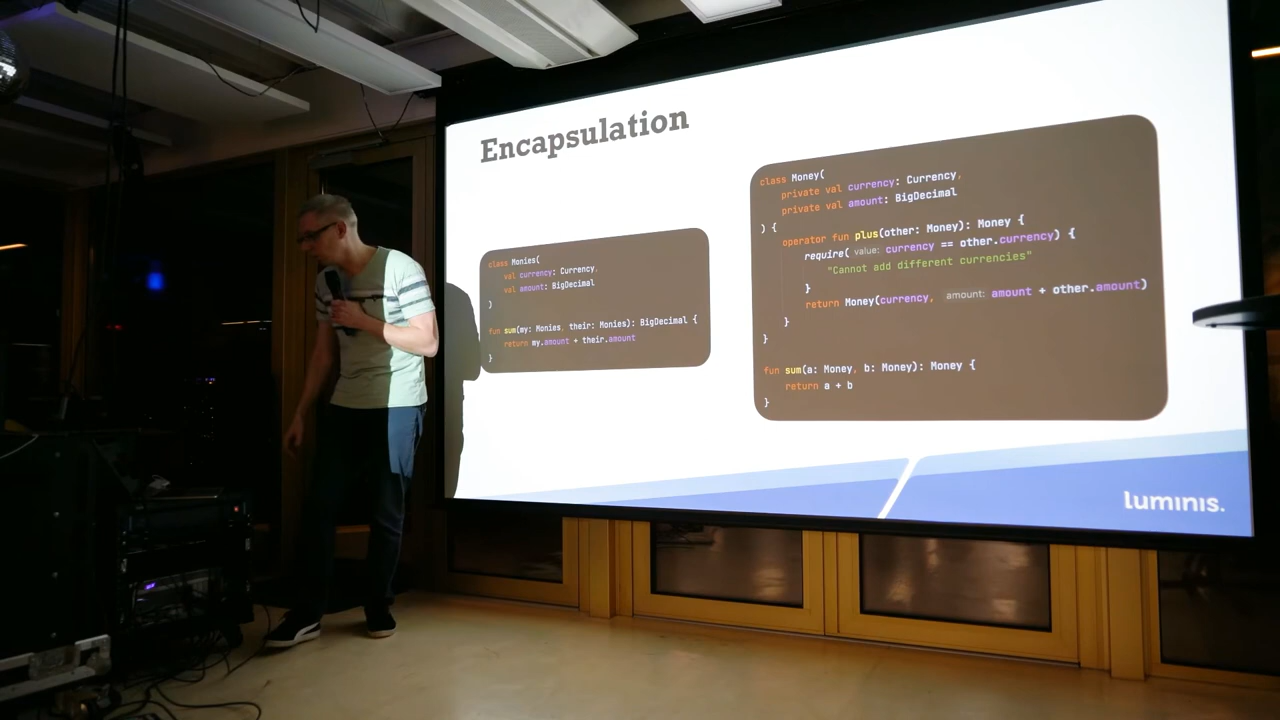 Encapsulation
class Monies(
val currency: Currency,
val amount: BigDecimal
)
fun sum(my: Monies, their: Monies): BigDecimal {
return my.amount + their.amount
}
class Money(
private val currency: Currency,
private val amount: BigDecimal
) {
operator fun plus(other: Money): Money {
require( value: currency == other.currency) {
"Cannot add different currencies"
}
return Money(currency, amount: amount + other.amount)
}
}
fun sum(a: Money, b: Money): Money {
return a + b
}
luminis.